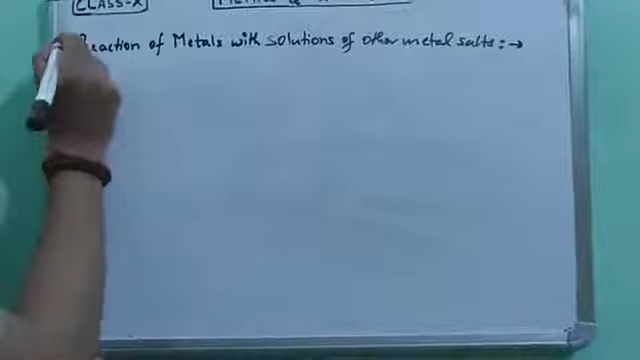 CLASS-X
Reaction of Metals with solutions of other metal salts :→